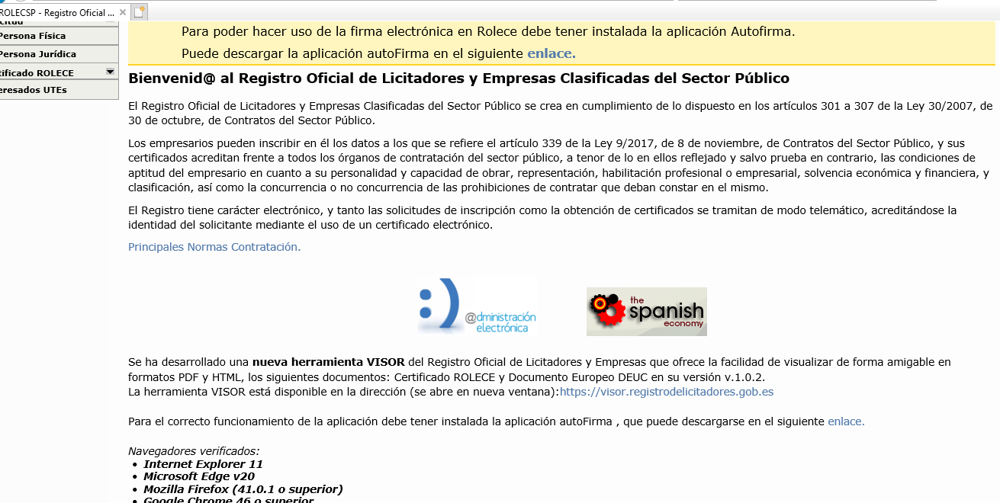 ROLECSP - Registro Oficial ...
Persona Física
Persona Jurídica
ROLECE
UTEs
Para poder hacer uso de la firma electrónica en Rolece debe tener instalada la aplicación Autofirma.
Puede descargar la aplicación autoFirma en el siguiente enlace.
Bienvenid@ al Registro Oficial de Licitadores y Empresas Clasificadas del Sector Público
El Registro Oficial de Licitadores y Empresas Clasificadas del Sector Público se crea en cumplimiento de lo dispuesto en los artículos 301 a 307 de la Ley 30/2007, de
30 de octubre, de Contratos del Sector Público.
Los empresarios pueden inscribir en él los datos a los que se refiere el artículo 339 de la Ley 9/2017, de 8 de noviembre, de Contratos del Sector Público, y sus
certificados acreditan frente a todos los órganos de contratación del sector público, a tenor de lo en ellos reflejado y salvo prueba en contrario, las condiciones de
aptitud del empresario en cuanto a su personalidad y capacidad de obrar, representación, habilitación profesional o empresarial, solvencia económica y financiera, y
clasificación, así como la concurrencia o no concurrencia de las prohibiciones de contratar que deban constar en el mismo.
El Registro tiene carácter electrónico, y tanto las solicitudes de inscripción como la obtención de certificados se tramitan de modo telemático, acreditándose la
identidad del solicitante mediante el uso de un certificado electrónico.
Principales Normas Contratación.
:)
@dministración
electrónica
the
spanish
economy
Se ha desarrollado una nueva herramienta VISOR del Registro Oficial de Licitadores y Empresas que ofrece la facilidad de visualizar de forma amigable en
formatos PDF y HTML, los siguientes documentos: Certificado ROLECE y Documento Europeo DEUC en su versión v.1.0.2.
La herramienta VISOR está disponible en la dirección (se abre en nueva ventana):https://visor.registrodelicitadores.gob.es
Para el correcto funcionamiento de la aplicación debe tener instalada la aplicación autoFirma , que puede descargarse en el siguiente enlace.
Navegadores verificados:
• Internet Explorer 11
• Microsoft Edge v20
• Mozilla Firefox (41.0.1 o superior)
• Google Chrome 46 o superior